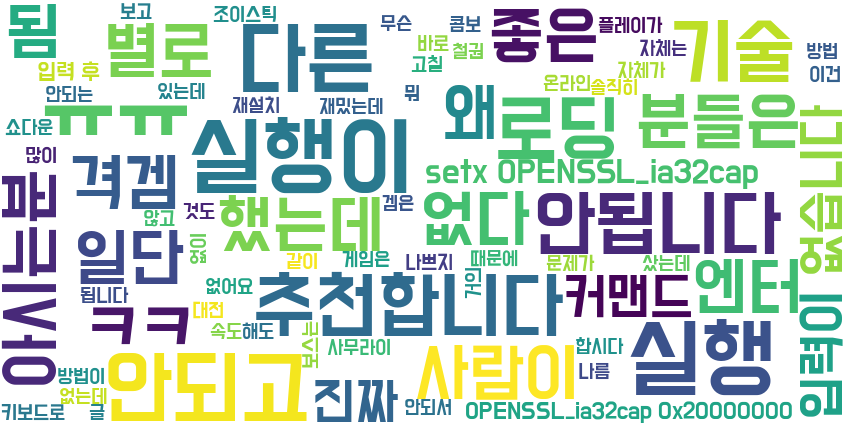 됨
별로
보고
조이스틱
다른
무슨
콤보
좋은
플레이가
기술
자체는
방법
이건
입력 후
바로
철권
고칠
자체가
온라인
솔직히
안되는
있는데
재설치
재밌는데
뭐
ㅠㅠ
왜
로딩
분들은
쇼다운
많이
실행이
setx OPENSSL_ia32cap
없습니다
격겜
것도
않고
했는데
겜은
없다
안됩니다
일단
없이
같이
게임은
나쁘지
때문에
거의
문제가
샀는데
엔터
됩니다
없어요
대전
추천합니다
커맨드
ㅋㅋ
속도
해도
보스는
사무라이
합시다
나름
실행
입력이
안되고
사람이
방법이
없는데
진짜
키보드로
글
안되서
OPENSSL_ia32cap 0x20000000